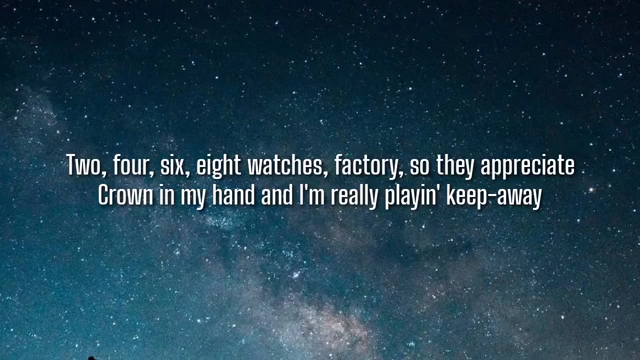 Two, four, six, eight watches, factory, so they appreciate
Crown in my hand and I'm really playin' keep-away